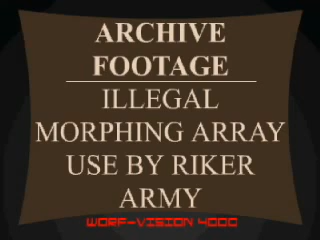 ARCHIVE
FOOTAGE
ILLEGAL
MORPHING ARRAY
USE BY RIKER
ARMY
WORF-VISION 4000